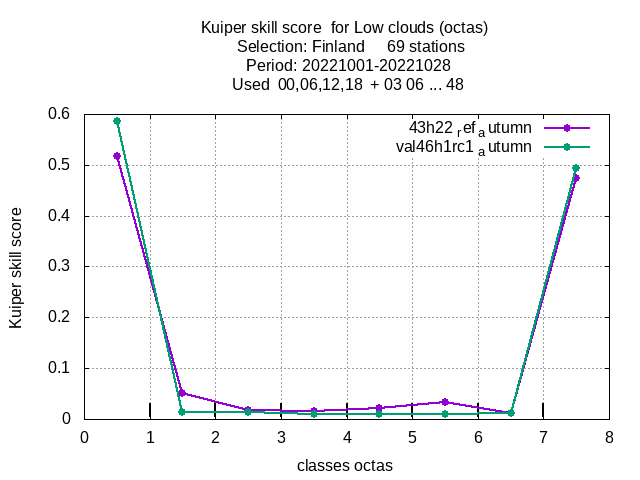 Kuiper skill score  for Low clouds (octas)
Selection: Finland     69 stations
Period: 20221001-20221028
Used  00,06,12,18  + 03 06 ... 48
43h22 ref autumn
val46h1rc1 autumn
0.6
0.5
0.4
0.3
0.2
0.1
0
Kuiper skill score
0 1 2 3 4 5 6 7 8
classes octas